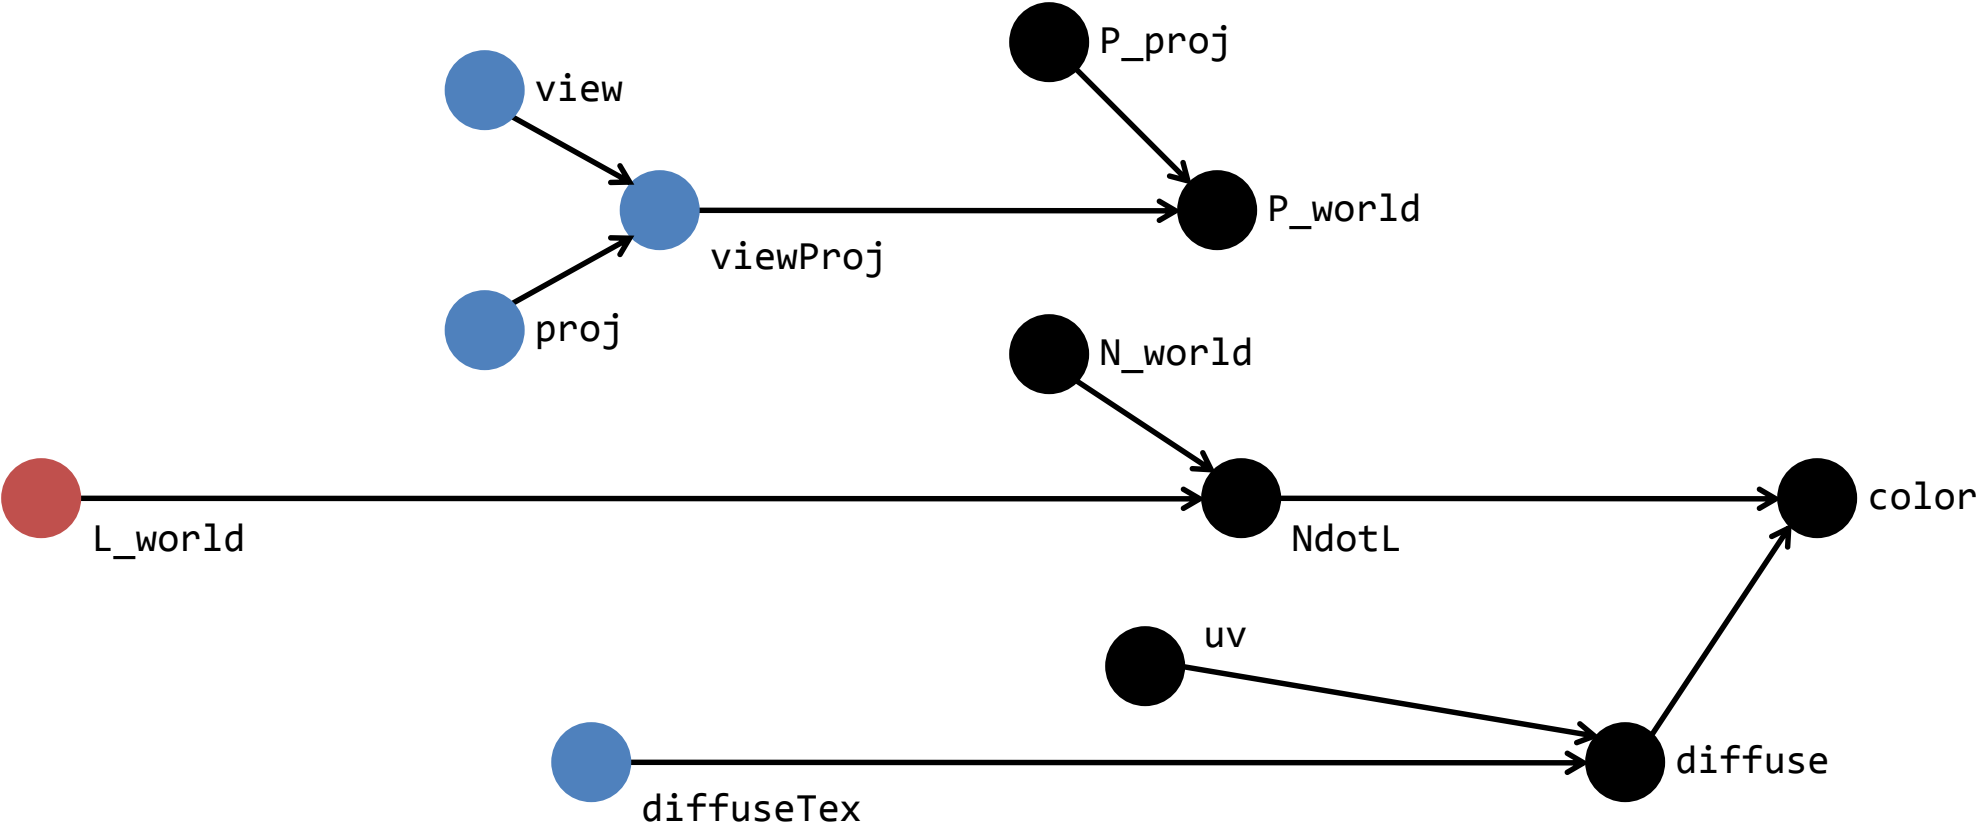 P_proj
view
P_world
viewProj
proj
N_world
color
L_world
NdotL
uv
diffuse
diffuseTex